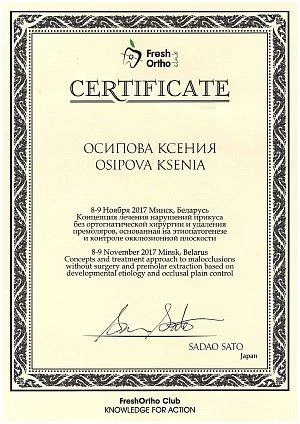 Fresh
Ortho
CERTIFICATE
ОСИПОВА КСЕНИЯ
OSIPOVA KSENIA
8-9 Ноября 2017 Минск, Беларусь
Концепция лечения нарушений прикуса
без ортогнатической хирургии и удаления
премоляров, основанная на этиопатогенезе
и контроле окклюзионной плоскости
8-9 November 2017 Minsk, Belarus
Concepts and treatment approach to malocclusions
without surgery and premolar extraction based on
developmental etiology and occlusal plain control
SADAO SATO
Japan
FreshOrtho Club
KNOWLEDGE FOR ACTION